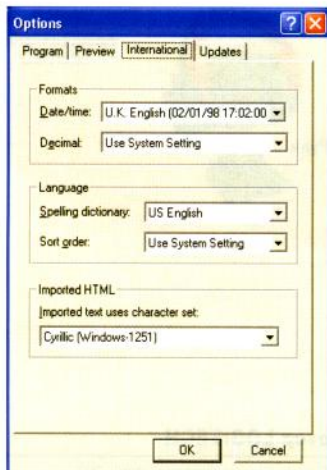 Options
Program Preview International Updates
Formats
Date/time: U.K. English (02/01/98 17:02:00
Decimal: Use System Setting
Language
Spelling dictionary: US English
Sort order: Use System Setting
Imported HTML
Imported text uses character set:
Cyrillic (Windows-1251)
OK Cancel